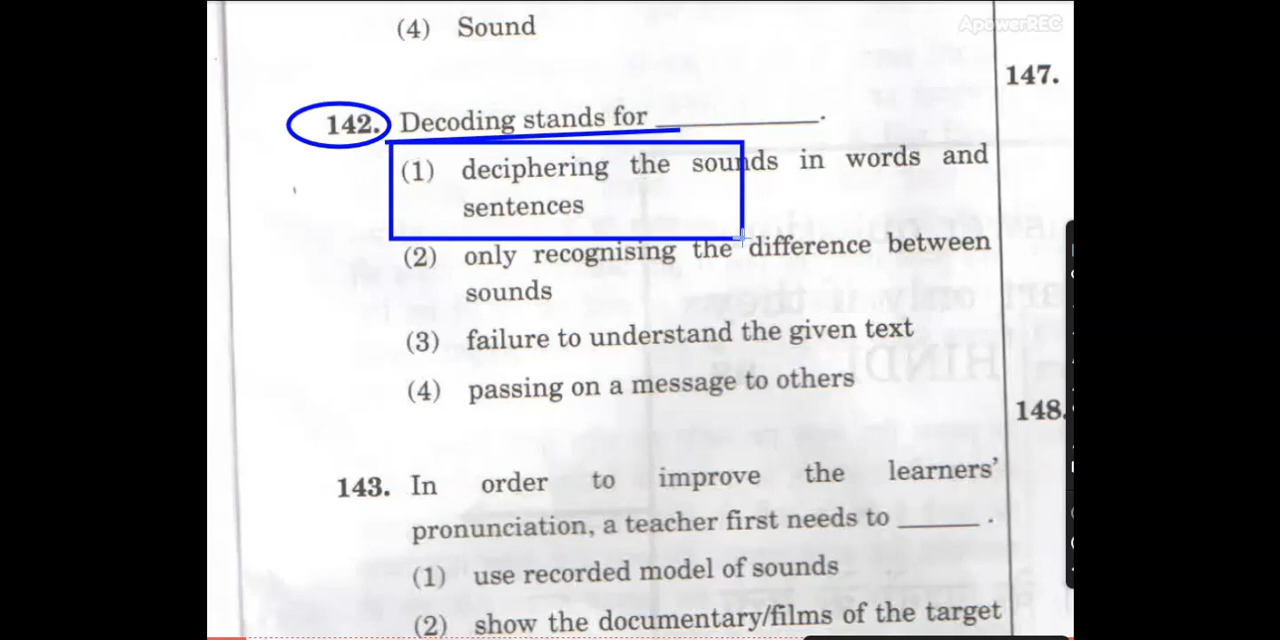 ApowerREC
(4) Sound
147.
142. Decoding stands for ____________.
(1) deciphering the sounds in words and
sentences
(2) only recognising the difference between
sounds
(3) failure to understand the given text
(4) passing on a message to others
148.
143. In order to improve the learners’
pronunciation, a teacher first needs to ______ .
(1) use recorded model of sounds
(2) show the documentary/films of the target